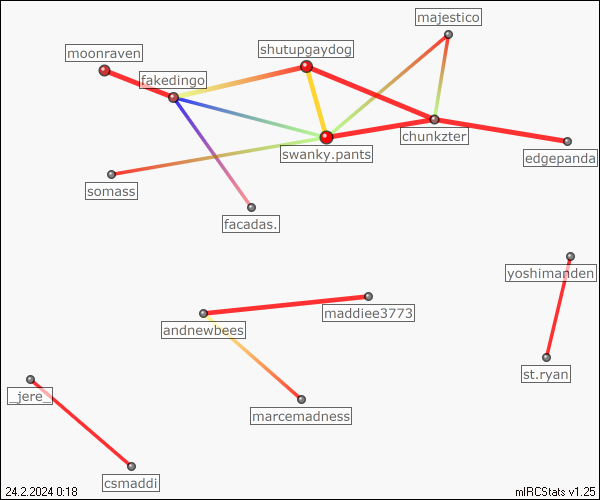 majestico
shutupgaydog
moonraven
fakedingo
chunkzter
swanky.pants
edgepanda
somass
facadas.
yoshimanden
maddiee3773
andnewbees
st.ryan
_jere_
marcemadness
csmaddi
24.2.2024 0:18
mIRCStats v1.25